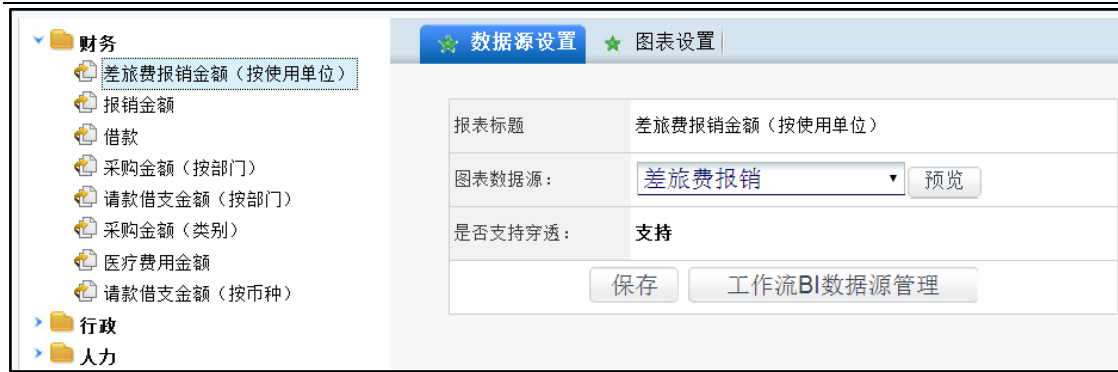 财务
差旅费报销金额（按使用单位）
报销金额
借款
采购金额（按部门）
请款借支金额（按部门）
采购金额（类别）
医疗费用金额
请款借支金额（按币种）
行政
人力
数据源设置 图表设置
报表标题 差旅费报销金额（按使用单位）
图表数据源： 差旅费报销 预览
是否支持穿透： 支持
保存 工作流BI数据源管理